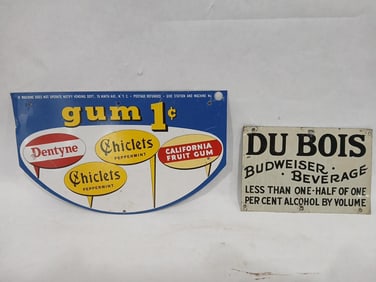 IF MACHINE DOES NOT OPERATE, NOTIFY VENDING DEPT., 75 NINTH AVE., N.Y.C. • POSTAGE REFUNDED • GIVE STATION AND MACHINE No.
gum 1¢
Dentyne
Chiclets
PEPPERMINT
CALIFORNIA
FRUIT GUM
Chiclets
PEPPERMINT
DU BOIS
BUDWEISER
BEVERAGE
LESS THAN ONE-HALF OF ONE
PER CENT ALCOHOL BY VOLUME